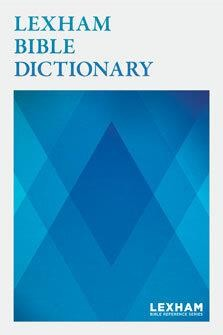 LEXHAM
BIBLE
DICTIONARY
LEXHAM
BIBLE REFERENCE SERIES